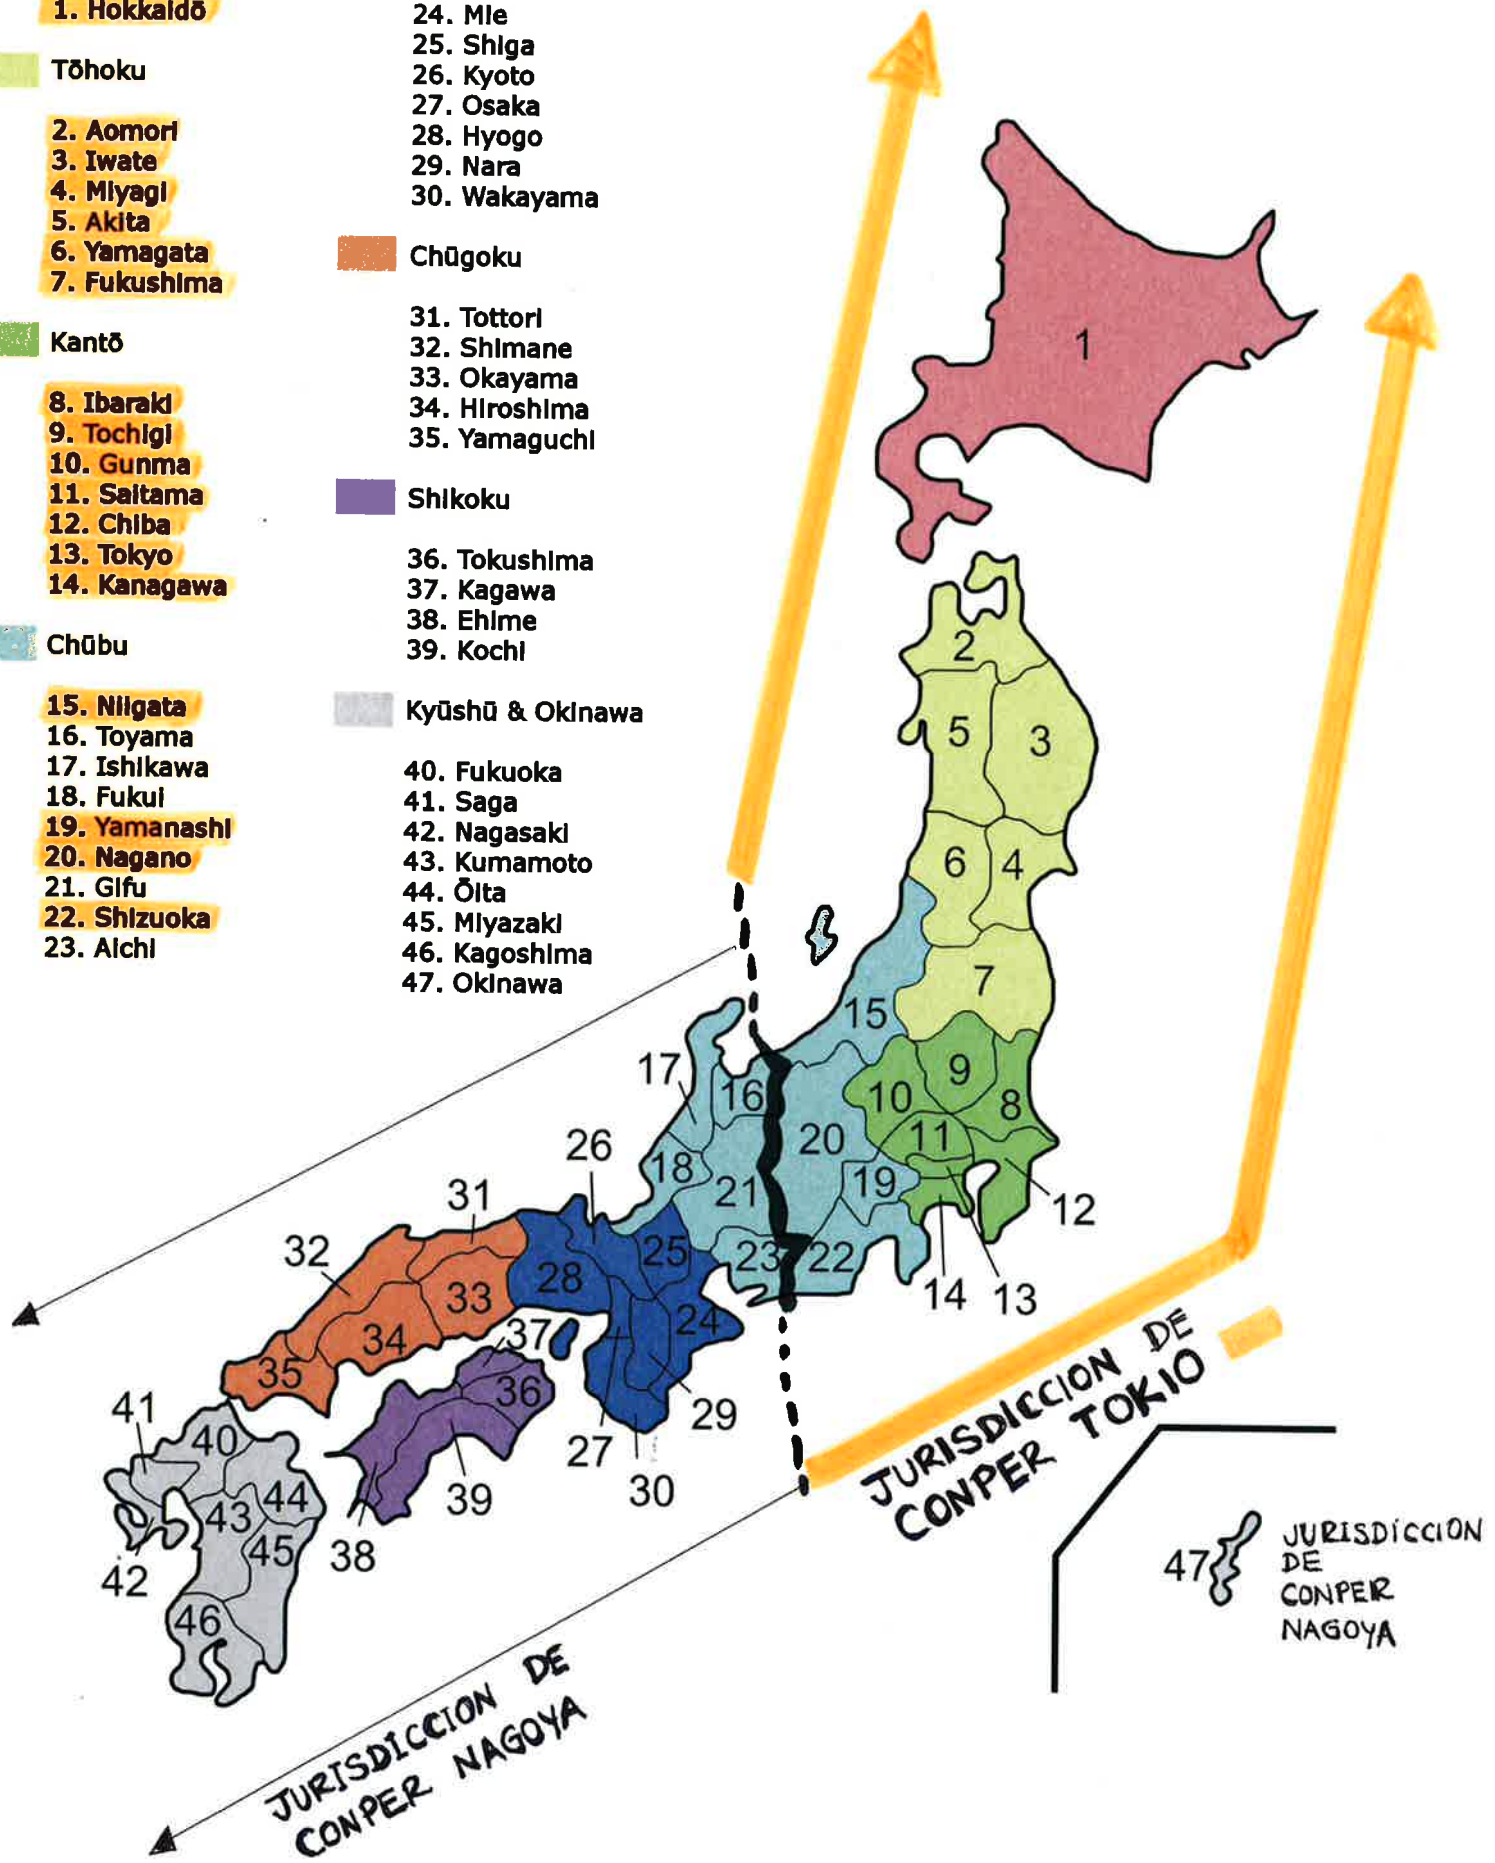 1. Hokkaidō
Tōhoku
2. Aomori
3. Iwate
4. Miyagi
5. Akita
6. Yamagata
7. Fukushima
Kantō
8. Ibaraki
9. Tochigi
10. Gunma
11. Saitama
12. Chiba
13. Tokyo
14. Kanagawa
Chūbu
15. Niigata
16. Toyama
17. Ishikawa
18. Fukui
19. Yamanashi
20. Nagano
21. Gifu
22. Shizuoka
23. Aichi
24. Mie
25. Shiga
26. Kyoto
27. Osaka
28. Hyogo
29. Nara
30. Wakayama
Chūgoku
31. Tottori
32. Shimane
33. Okayama
34. Hiroshima
35. Yamaguchi
Shikoku
36. Tokushima
37. Kagawa
38. Ehime
39. Kochi
Kyūshū & Okinawa
40. Fukuoka
41. Saga
42. Nagasaki
43. Kumamoto
44. Ōita
45. Miyazaki
46. Kagoshima
47. Okinawa
1
2
5
3
6
4
7
15
9
17
16
10
8
20
11
26
18
21
19
12
31
32
25
23
22
28
33
14
13
24
34
37
35
36
29
41
40
27
30
39
44
43
45
38
42
46
47
JURISDICCION DE
CONPER TOKIO
JURISDICCION
DE
CONPER
NAGOYA
JURISDICCION DE
CONPER NAGOYA